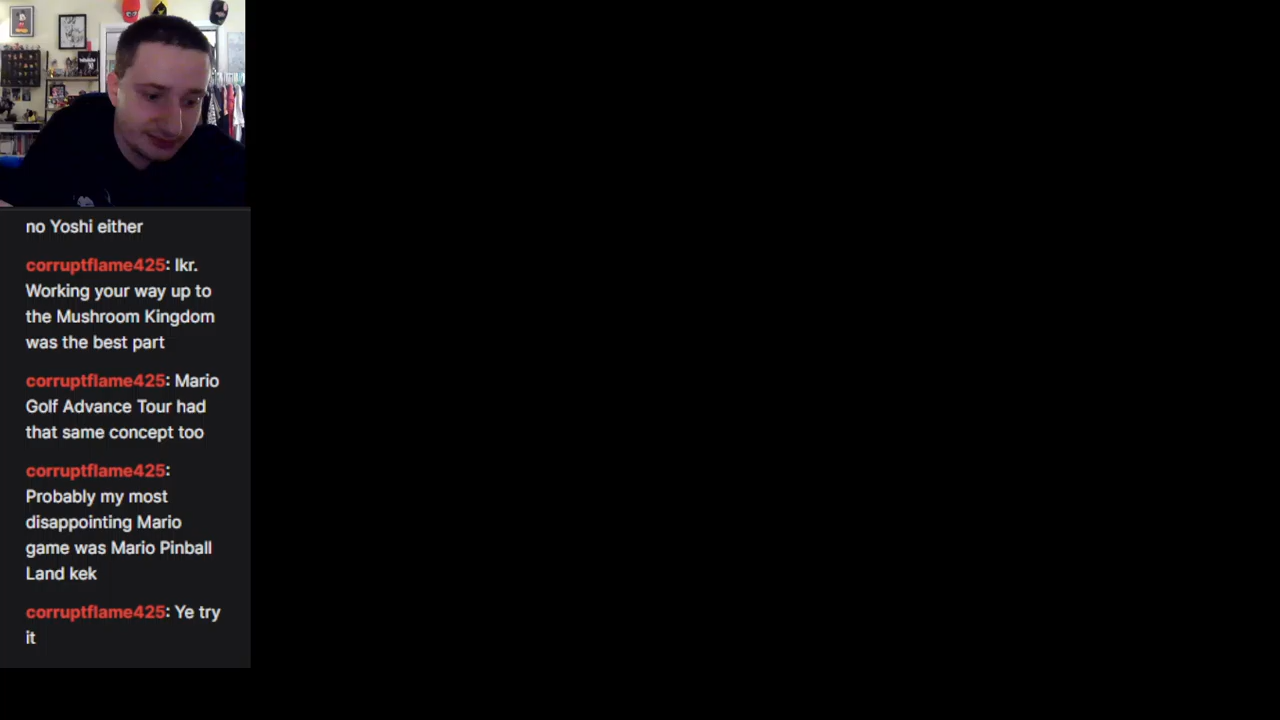 no Yoshi either
corruptflame425: Ikr.
Working your way up to
the Mushroom Kingdom
was the best part
corruptflame425: Mario
Golf Advance Tour had
that same concept too
corruptflame425:
Probably my most
disappointing Mario
game was Mario Pinball
Land kek
corruptflame425: Ye try
it